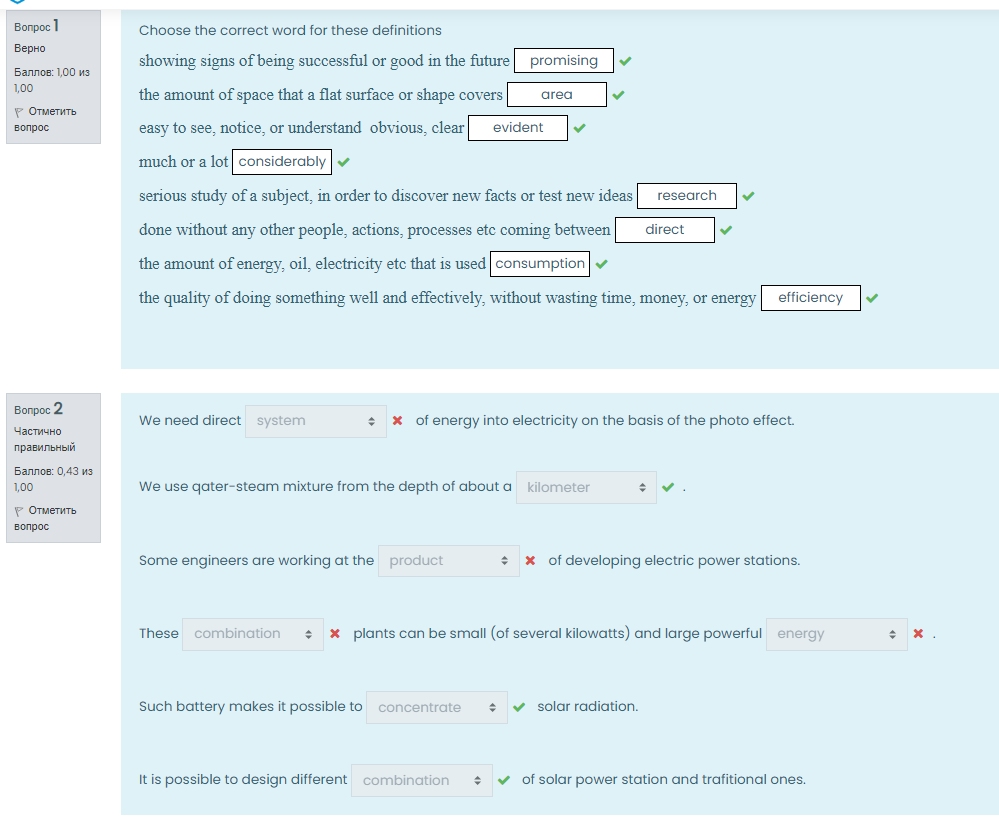 Вопрос 1
Верно
Баллов: 1,00 из
1,00
Отметить
вопрос
Choose the correct word for these definitions
showing signs of being successful or good in the future promising
the amount of space that a flat surface or shape covers area
easy to see, notice, or understand obvious, clear evident
much or a lot considerably
serious study of a subject, in order to discover new facts or test new ideas research
done without any other people, actions, processes etc coming between direct
the amount of energy, oil, electricity etc that is used consumption
the quality of doing something well and effectively, without wasting time, money, or energy efficiency
Вопрос 2
Частично
правильный
Баллов: 0,43 из
1,00
Отметить
вопрос
We need direct system of energy into electricity on the basis of the photo effect.
We use qater-steam mixture from the depth of about a kilometer .
Some engineers are working at the product of developing electric power stations.
These combination plants can be small (of several kilowatts) and large powerful energy .
Such battery makes it possible to concentrate solar radiation.
It is possible to design different combination of solar power station and trafitional ones.